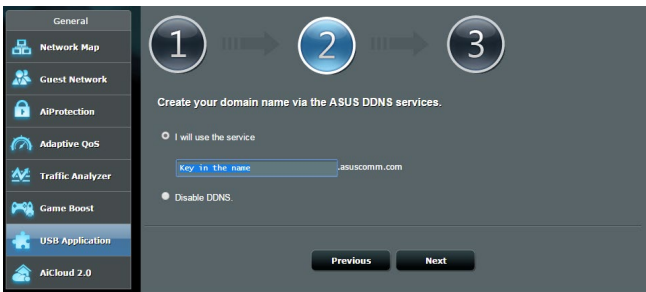 General
Network Map
Guest Network
AiProtection
Adaptive QoS
Traffic Analyzer
Game Boost
USB Application
AiCloud 2.0
1
2
3
Create your domain name via the ASUS DDNS services.
I will use the service
Key in the name .asuscomm.com
Disable DDNS.
Previous Next